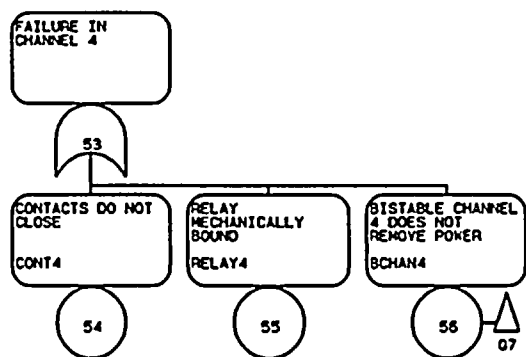 FAILURE IN
CHANNEL 4
53
CONTACTS DO NOT
CLOSE
CONT4
RELAY
MECHANICALLY
BOUND
RELAY4
BISTABLE CHANNEL
4 DOES NOT
REMOVE POWER
BCHAN4
54
55
56
07